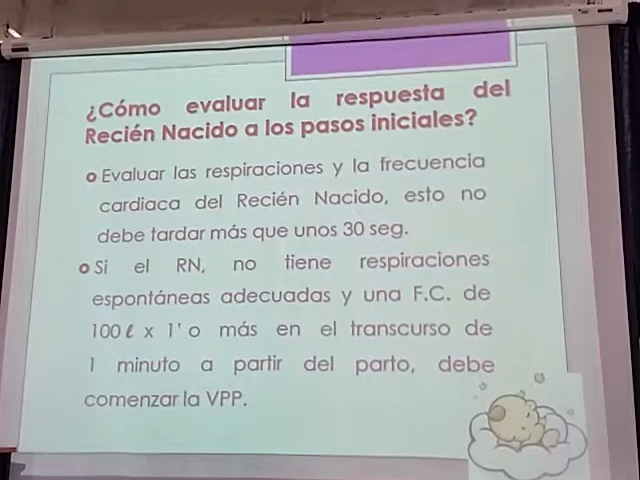 ¿Cómo evaluar la respuesta del
Recién Nacido a los pasos iniciales?
Evaluar las respiraciones y la frecuencia
cardiaca del Recién Nacido, esto no
debe tardar más que unos 30 seg.
Si el RN, no tiene respiraciones
espontáneas adecuadas y una F.C. de
100 ℓ x 1' o más en el transcurso de
1 minuto a partir del parto, debe
comenzar la VPP.